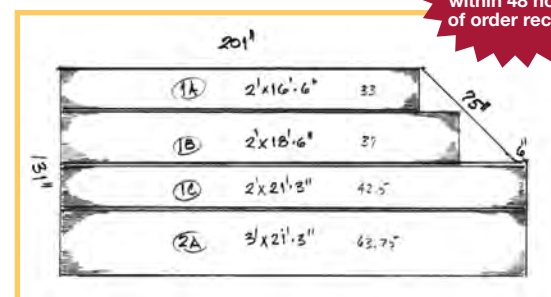 within 48 ho
of order rec
201"
1A 2'x16'-6" 33
75"
1B 2'x18'-6" 37
6"
131"
1C 2'x21'-3" 42.5
2A 3'x21'-3" 63.75